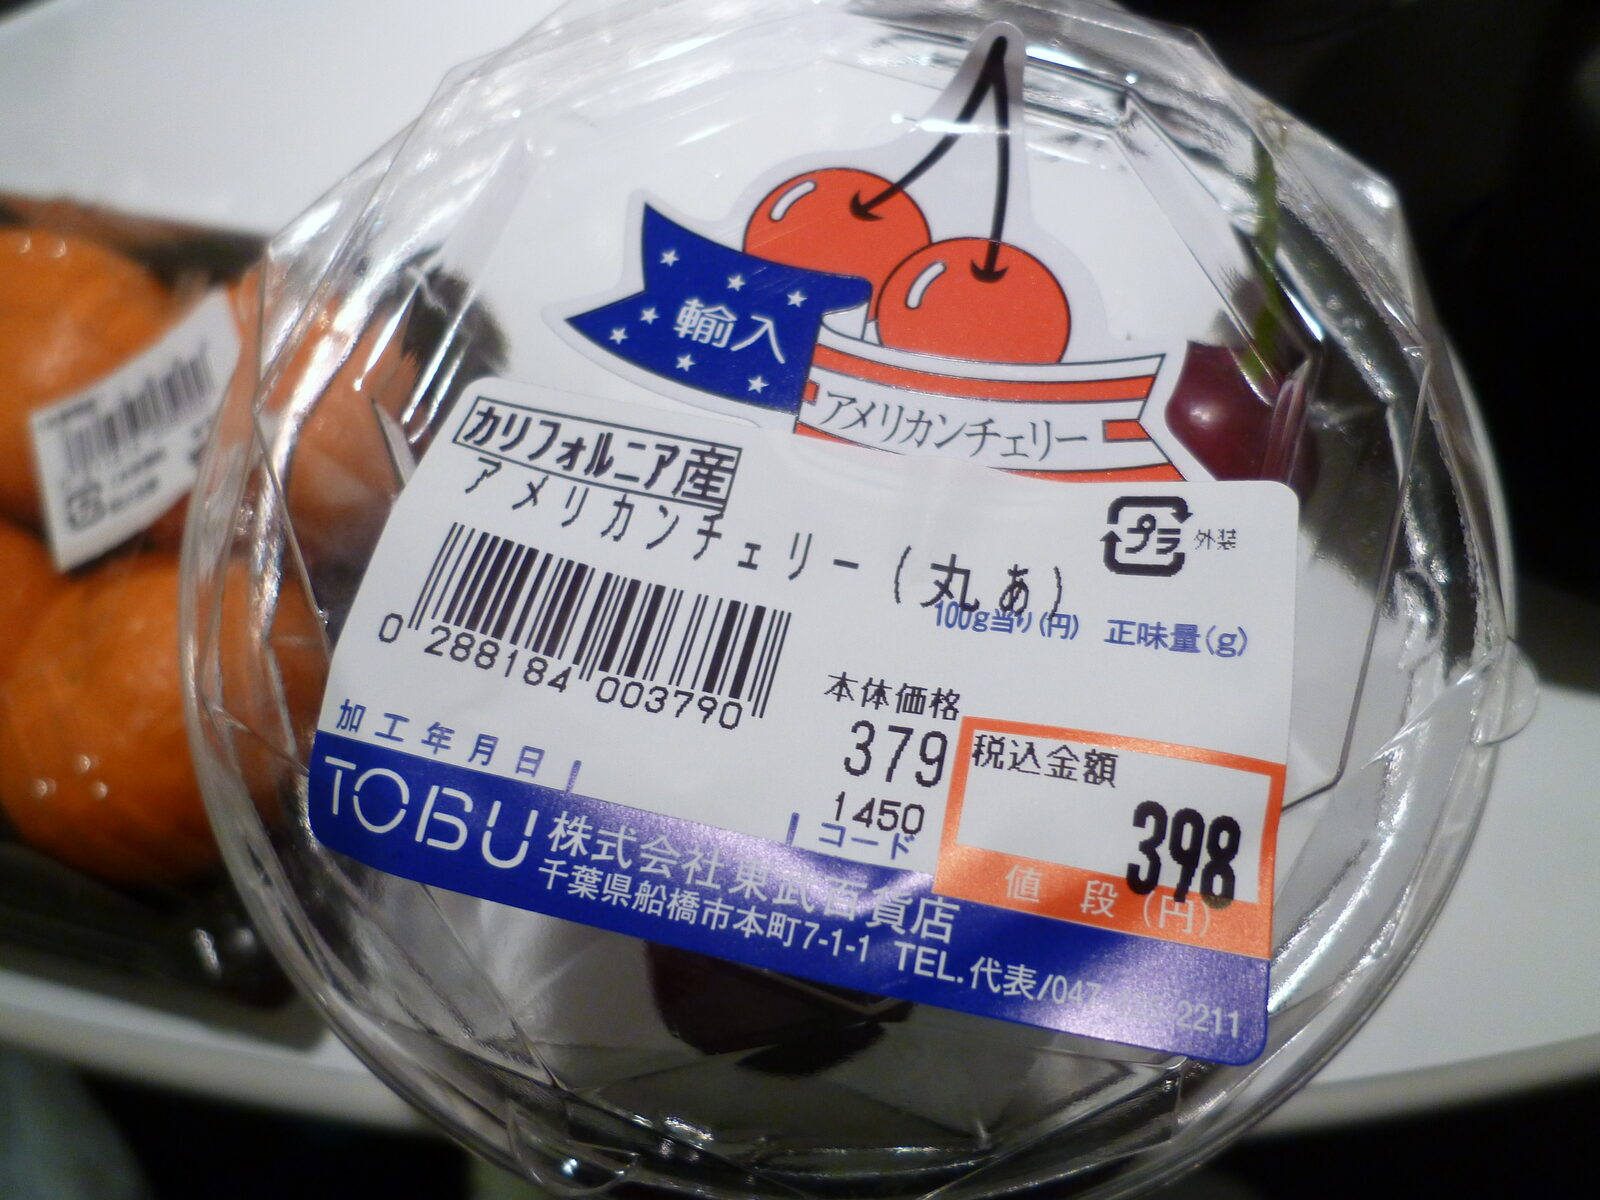 輸入
アメリカンチェリー
カリフォルニア産
アメリカンチェリー(丸ぁ)
プラ 外装
100g当り(円) 正味量(g)
0 288184 003790
本体価格
379
税込金額
398
加工年月日
1450
コード
値段(円)
TOBU 株式会社東武百貨店
千葉県船橋市本町7-1-1 TEL.代表/047-425-2211